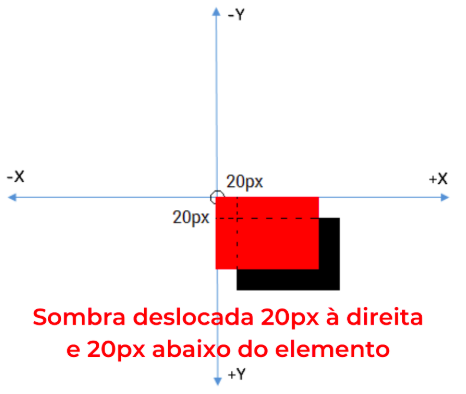 -Y
-X
+X
20px
20px
Sombra deslocada 20px à direita
e 20px abaixo do elemento
+Y